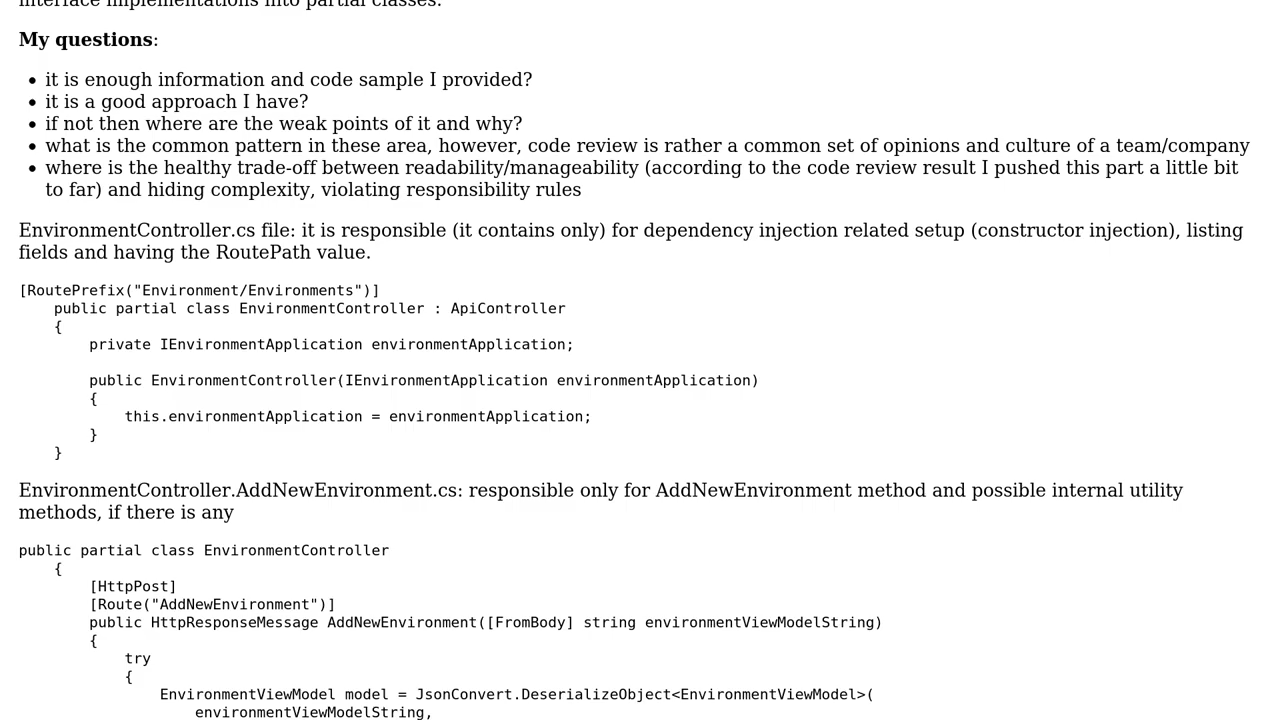 interface implementations into partial classes.
My questions:
• it is enough information and code sample I provided?
• it is a good approach I have?
• if not then where are the weak points of it and why?
• what is the common pattern in these area, however, code review is rather a common set of opinions and culture of a team/company
• where is the healthy trade-off between readability/manageability (according to the code review result I pushed this part a little bit
to far) and hiding complexity, violating responsibility rules
EnvironmentController.cs file: it is responsible (it contains only) for dependency injection related setup (constructor injection), listing
fields and having the RoutePath value.
[RoutePrefix("Environment/Environments")]
    public partial class EnvironmentController : ApiController
    {
        private IEnvironmentApplication environmentApplication;

        public EnvironmentController(IEnvironmentApplication environmentApplication)
        {
            this.environmentApplication = environmentApplication;
        }
    }
EnvironmentController.AddNewEnvironment.cs: responsible only for AddNewEnvironment method and possible internal utility
methods, if there is any
public partial class EnvironmentController
    {
        [HttpPost]
        [Route("AddNewEnvironment")]
        public HttpResponseMessage AddNewEnvironment([FromBody] string environmentViewModelString)
        {
            try
            {
                EnvironmentViewModel model = JsonConvert.DeserializeObject<EnvironmentViewModel>(
                    environmentViewModelString,